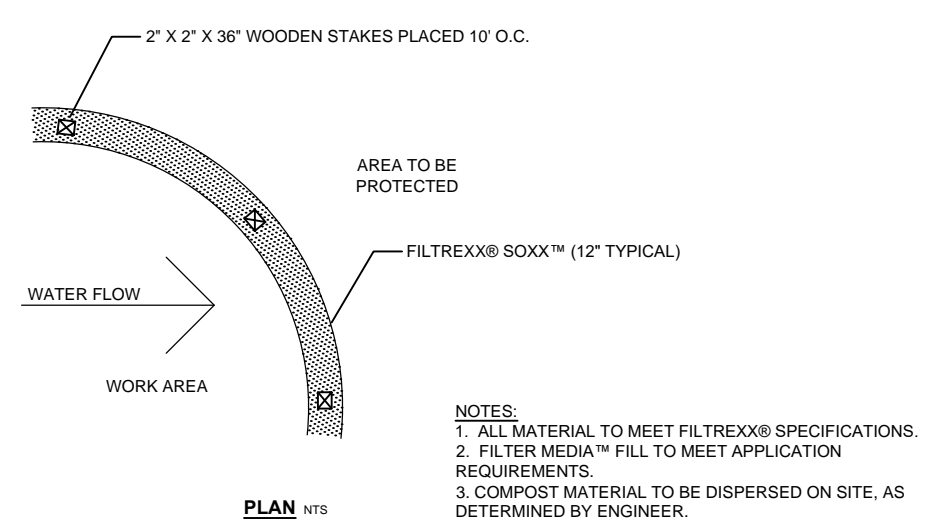 2" X 2" X 36" WOODEN STAKES PLACED 10' O.C.
AREA TO BE
PROTECTED
FILTREXX® SOXX™ (12" TYPICAL)
WATER FLOW
WORK AREA
NOTES:
1. ALL MATERIAL TO MEET FILTREXX® SPECIFICATIONS.
2. FILTER MEDIA™ FILL TO MEET APPLICATION
REQUIREMENTS.
3. COMPOST MATERIAL TO BE DISPERSED ON SITE, AS
DETERMINED BY ENGINEER.
PLAN NTS